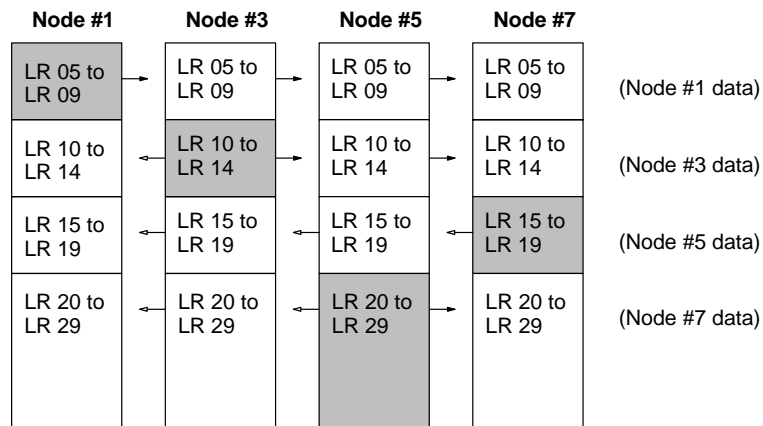 Node #1 Node #3 Node #5 Node #7
LR 05 to LR 05 to LR 05 to LR 05 to
LR 09 LR 09 LR 09 LR 09 (Node #1 data)
LR 10 to LR 10 to LR 10 to LR 10 to
LR 14 LR 14 LR 14 LR 14 (Node #3 data)
LR 15 to LR 15 to LR 15 to LR 15 to
LR 19 LR 19 LR 19 LR 19 (Node #5 data)
LR 20 to LR 20 to LR 20 to LR 20 to
LR 29 LR 29 LR 29 LR 29 (Node #7 data)